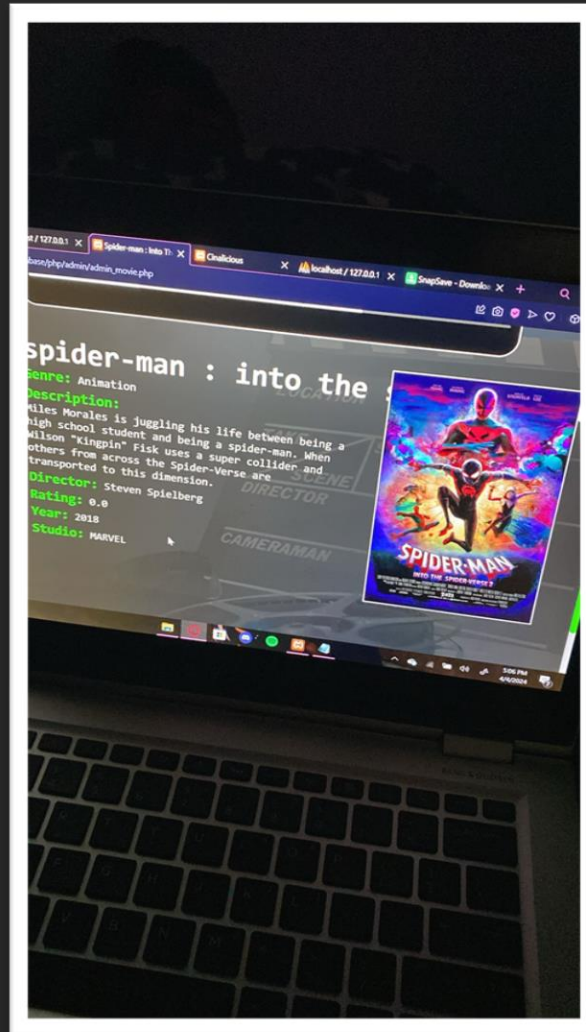 st / 127.0.0.1
Spider-man : Into Th
Cinalicious
localhost / 127.0.0.1
SnapSave - Downloa
base/php/admin/admin_movie.php
spider-man : into the s
Genre: Animation
Description:
Miles Morales is juggling his life between being a
high school student and being a spider-man. When
Wilson "Kingpin" Fisk uses a super collider and
others from across the Spider-Verse are
transported to this dimension.
Director: Steven Spielberg
Rating: 0.0
Year: 2018
Studio: MARVEL
LOCATION
SCENE
DIRECTOR
CAMERAMAN
SPIDER-MAN
INTO THE SPIDER-VERSE 2
5:06 PM
4/4/2024